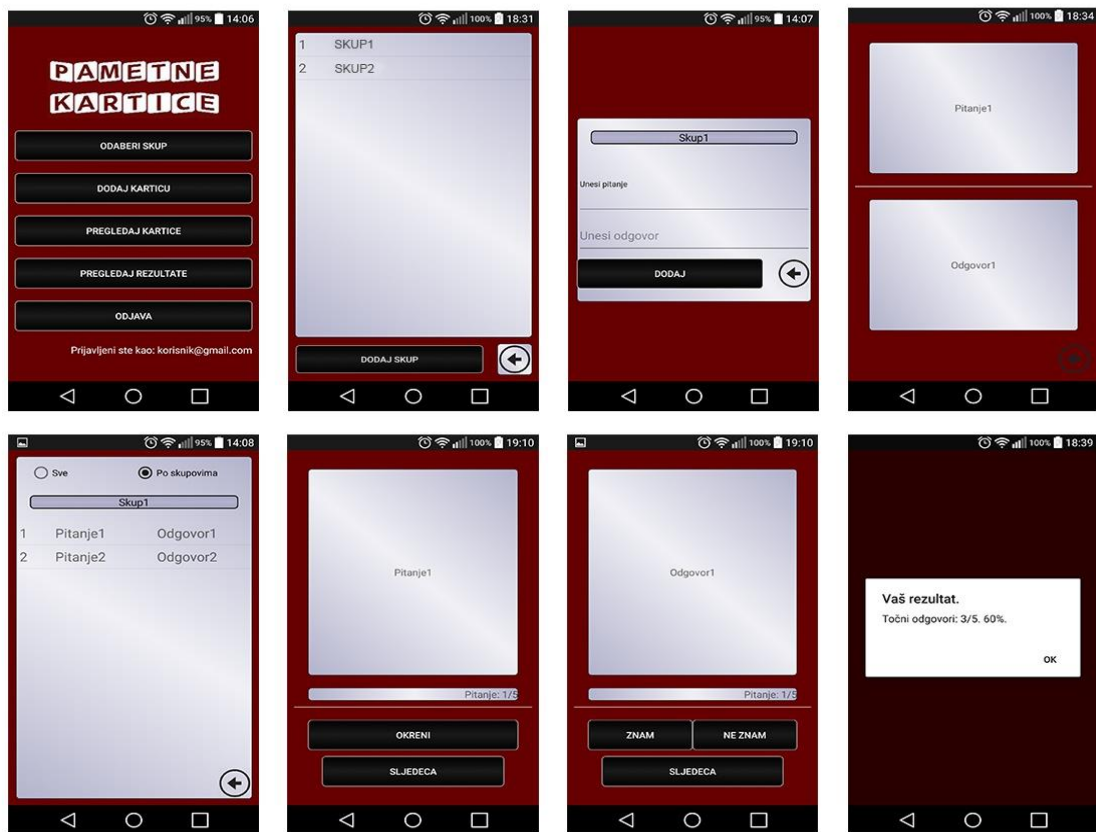 95% 14:06
PAMETNE
KARTICE
ODABERI SKUP
DODAJ KARTICU
PREGLEDAJ KARTICE
PREGLEDAJ REZULTATE
ODJAVA
Prijavljeni ste kao: korisnik@gmail.com
100% 18:31
1 SKUP1
2 SKUP2
DODAJ SKUP
95% 14:07
Skup1
Unesi pitanje
Unesi odgovor
DODAJ
100% 18:34
Pitanje1
Odgovor1
95% 14:08
Sve Po skupovima
Skup1
1 Pitanje1 Odgovor1
2 Pitanje2 Odgovor2
100% 19:10
Pitanje1
Pitanje: 1/5
OKRENI
SLJEDECA
100% 19:10
Odgovor1
Pitanje: 1/5
ZNAM NE ZNAM
SLJEDECA
100% 18:39
Vaš rezultat.
Točni odgovori: 3/5. 60%.
OK